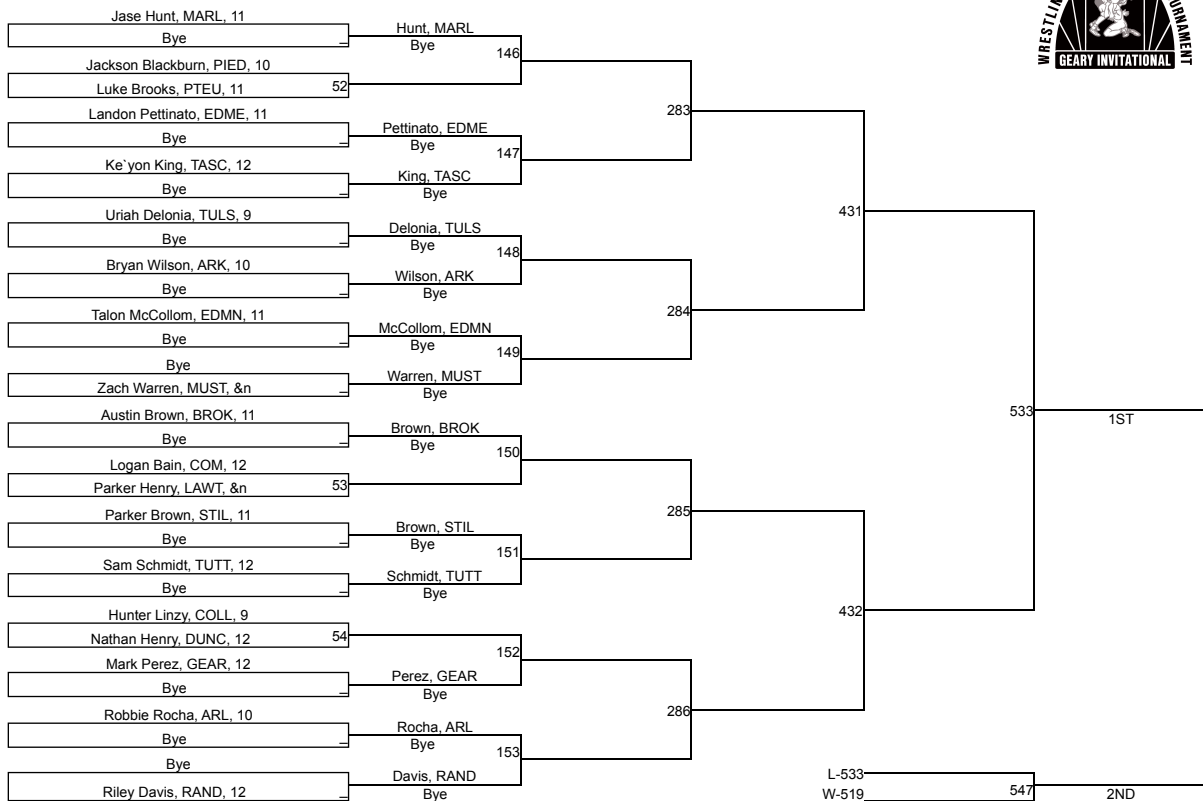 Jase Hunt, MARL, 11
Bye
_
Hunt, MARL
Bye
146
Jackson Blackburn, PIED, 10
Luke Brooks, PTEU, 11
52
283
Landon Pettinato, EDME, 11
Bye
_
Pettinato, EDME
Bye
147
Ke`yon King, TASC, 12
Bye
_
King, TASC
Bye
431
Uriah Delonia, TULS, 9
Bye
_
Delonia, TULS
Bye
148
Bryan Wilson, ARK, 10
Bye
_
Wilson, ARK
Bye
284
Talon McCollom, EDMN, 11
Bye
_
McCollom, EDMN
Bye
149
Bye
Zach Warren, MUST, &n
_
Warren, MUST
Bye
533
1ST
Austin Brown, BROK, 11
Bye
_
Brown, BROK
Bye
150
Logan Bain, COM, 12
Parker Henry, LAWT, &n
53
285
Parker Brown, STIL, 11
Bye
_
Brown, STIL
Bye
151
Sam Schmidt, TUTT, 12
Bye
_
Schmidt, TUTT
Bye
432
Hunter Linzy, COLL, 9
Nathan Henry, DUNC, 12
54
152
Mark Perez, GEAR, 12
Bye
_
Perez, GEAR
Bye
286
Robbie Rocha, ARL, 10
Bye
_
Rocha, ARL
Bye
153
Bye
Riley Davis, RAND, 12
_
Davis, RAND
Bye
L-533
W-519
547
2ND
GEARY INVITATIONAL